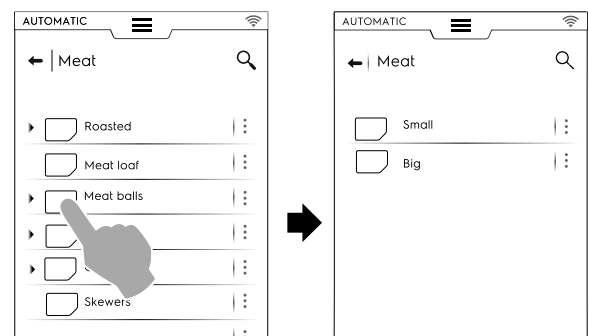 AUTOMATIC
Meat
Roasted
Meat loaf
Meat balls
Skewers
AUTOMATIC
Meat
Small
Big